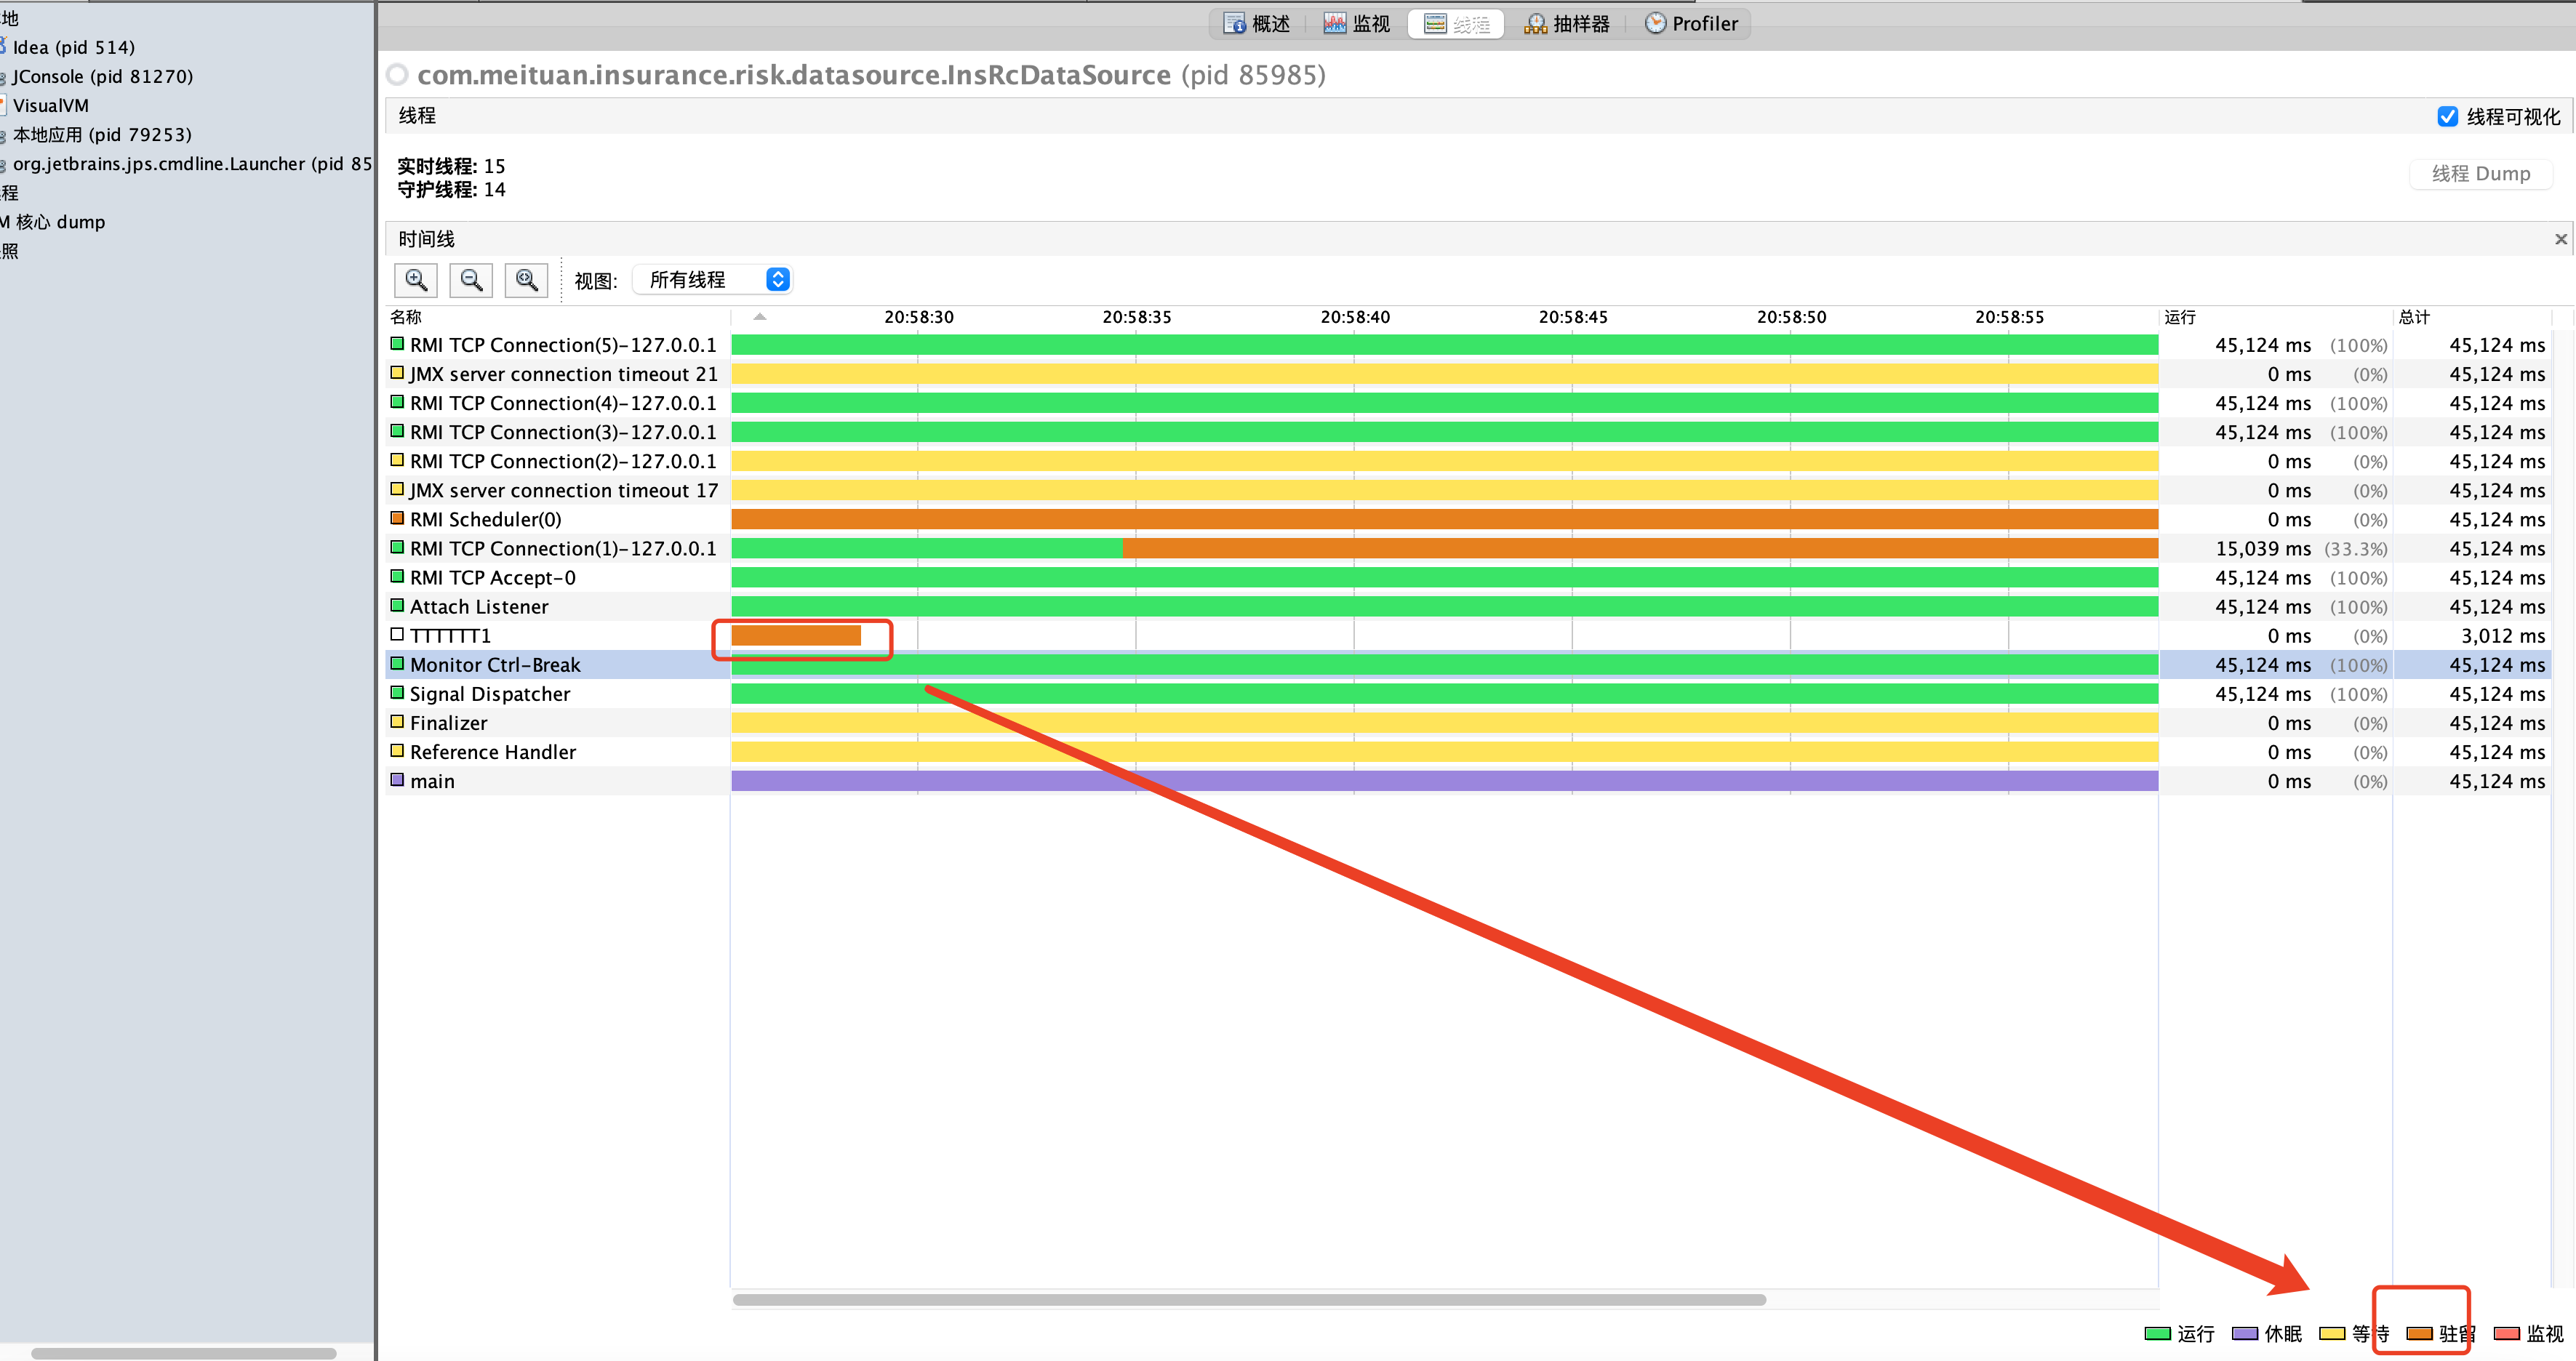 地
Idea (pid 514)
JConsole (pid 81270)
VisualVM
本地应用 (pid 79253)
org.jetbrains.jps.cmdline.Launcher (pid 85
程
M 核心 dump
照
概述 监视 线程 抽样器 Profiler
com.meituan.insurance.risk.datasource.InsRcDataSource (pid 85985)
线程 线程可视化
实时线程: 15
守护线程: 14
线程 Dump
时间线
视图: 所有线程
名称 20:58:30 20:58:35 20:58:40 20:58:45 20:58:50 20:58:55 运行 总计
RMI TCP Connection(5)-127.0.0.1 45,124 ms (100%) 45,124 ms
JMX server connection timeout 21 0 ms (0%) 45,124 ms
RMI TCP Connection(4)-127.0.0.1 45,124 ms (100%) 45,124 ms
RMI TCP Connection(3)-127.0.0.1 45,124 ms (100%) 45,124 ms
RMI TCP Connection(2)-127.0.0.1 0 ms (0%) 45,124 ms
JMX server connection timeout 17 0 ms (0%) 45,124 ms
RMI Scheduler(0) 0 ms (0%) 45,124 ms
RMI TCP Connection(1)-127.0.0.1 15,039 ms (33.3%) 45,124 ms
RMI TCP Accept-0 45,124 ms (100%) 45,124 ms
Attach Listener 45,124 ms (100%) 45,124 ms
TTTTTT1 0 ms (0%) 3,012 ms
Monitor Ctrl-Break 45,124 ms (100%) 45,124 ms
Signal Dispatcher 45,124 ms (100%) 45,124 ms
Finalizer 0 ms (0%) 45,124 ms
Reference Handler 0 ms (0%) 45,124 ms
main 0 ms (0%) 45,124 ms
运行 休眠 等待 驻留 监视